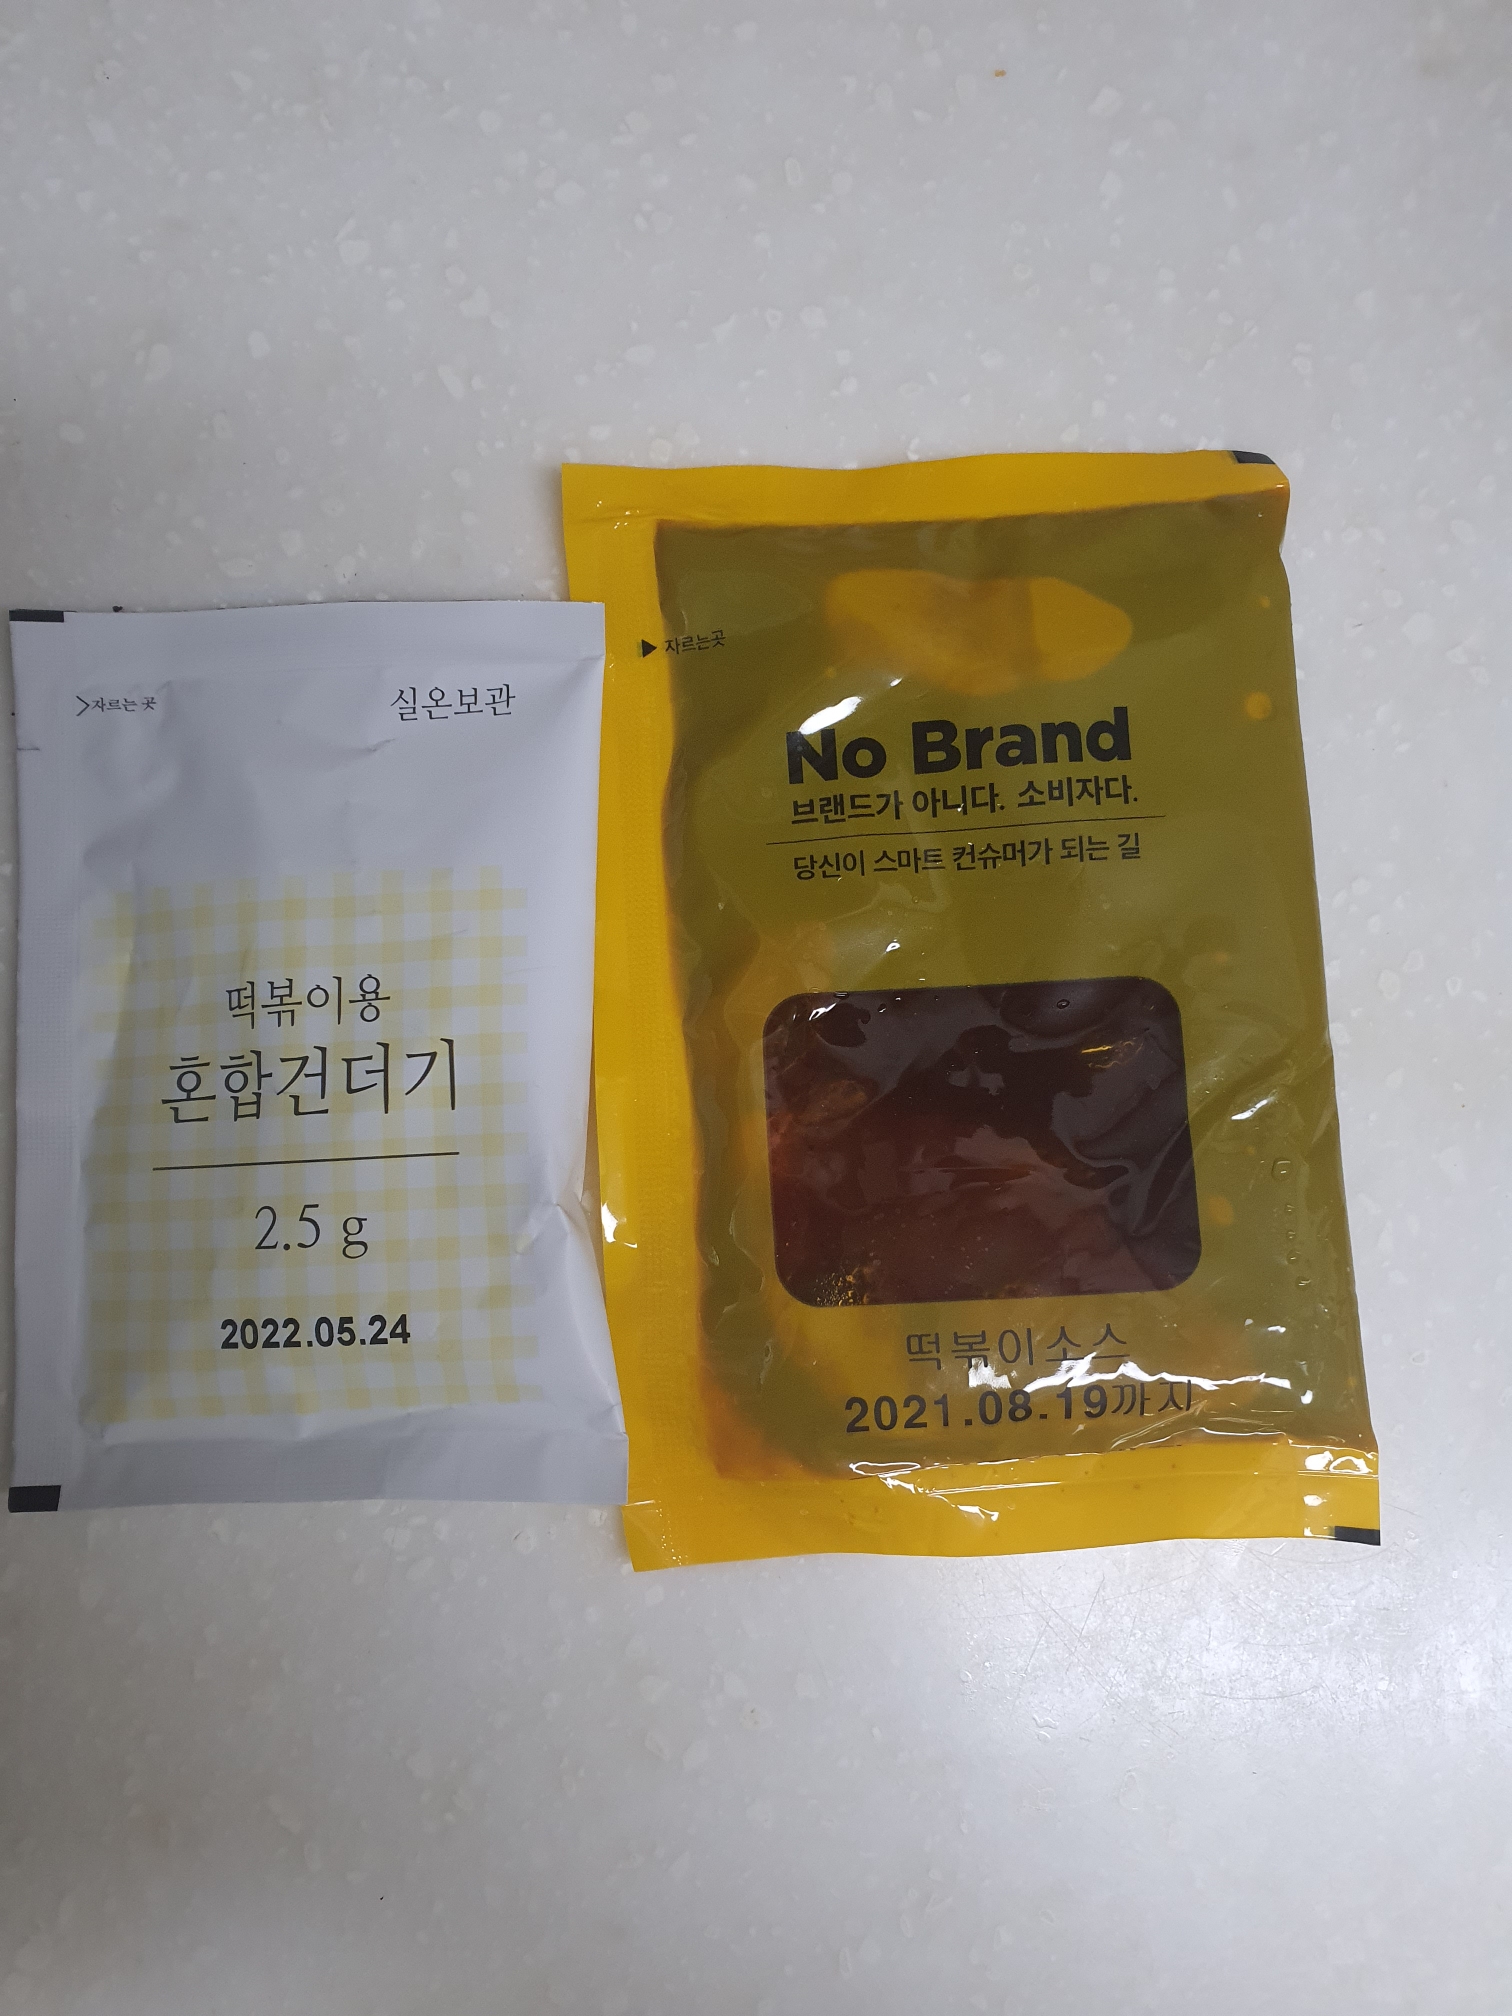 >자르는 곳
실온보관
떡볶이용
혼합건더기
2.5 g
2022.05.24
▶ 자르는곳
No Brand
브랜드가 아니다. 소비자다.
당신이 스마트 컨슈머가 되는 길
떡볶이소스
2021.08.19까지